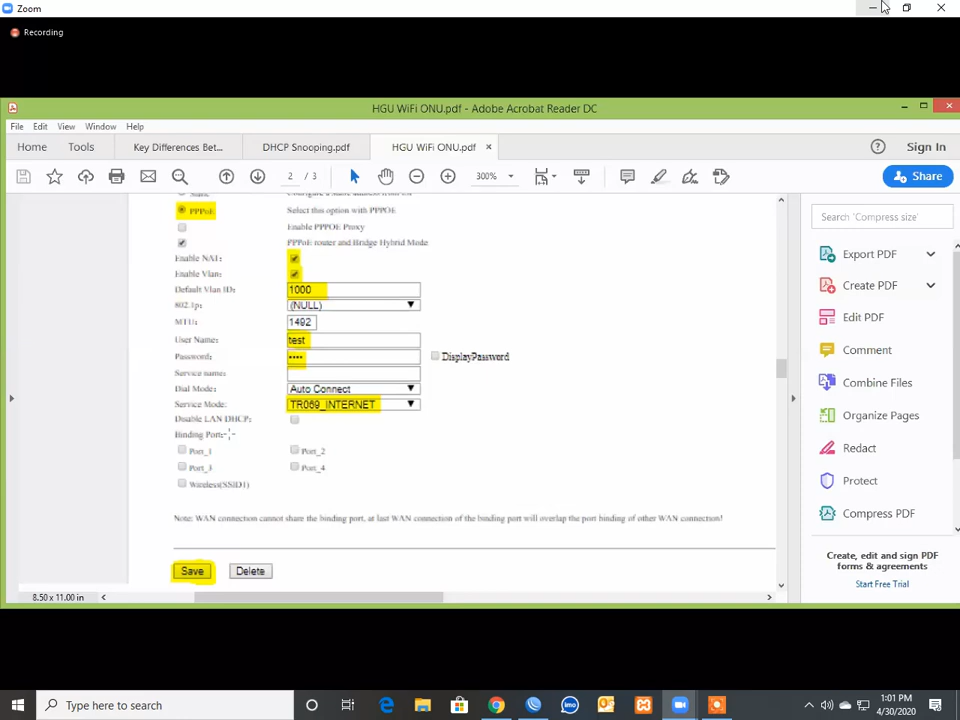 Zoom
Recording
HGU WiFi ONU.pdf - Adobe Acrobat Reader DC
File Edit View Window Help
Home Tools Key Differences Bet... DHCP Snooping.pdf HGU WiFi ONU.pdf × ? Sign In
2 / 3 300% Share
PPPoE Select this option with PPPOE
Enable PPPOE Proxy
PPPoE router and Bridge Hybrid Mode
Enable NAT:
Enable Vlan:
Default Vlan ID: 1000
802.1p: (NULL)
MTU: 1492
User Name: test
Password: •••• DisplayPassword
Service name:
Dial Mode: Auto Connect
Service Mode: TR069_INTERNET
Disable LAN DHCP:
Binding Port:
Port_1 Port_2
Port_3 Port_4
Wireless(SSID1)
Note: WAN connection cannot share the binding port, at last WAN connection of the binding port will overlap the port binding of other WAN connection!
Save Delete
8.50 x 11.00 in
Search 'Compress size'
Export PDF
Create PDF
Edit PDF
Comment
Combine Files
Organize Pages
Redact
Protect
Compress PDF
Create, edit and sign PDF
forms & agreements
Start Free Trial
Type here to search
imo
1:01 PM
4/30/2020